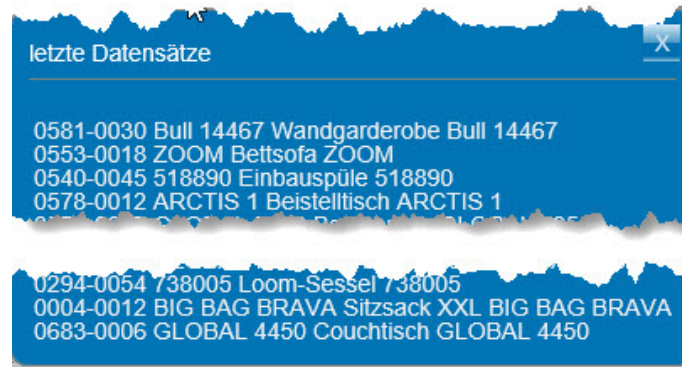 letzte Datensätze
X
0581-0030 Bull 14467 Wandgarderobe Bull 14467
0553-0018 ZOOM Bettsofa ZOOM
0540-0045 518890 Einbauspüle 518890
0578-0012 ARCTIS 1 Beistelltisch ARCTIS 1
0294-0054 738005 Loom-Sessel 738005
0004-0012 BIG BAG BRAVA Sitzsack XXL BIG BAG BRAVA
0683-0006 GLOBAL 4450 Couchtisch GLOBAL 4450